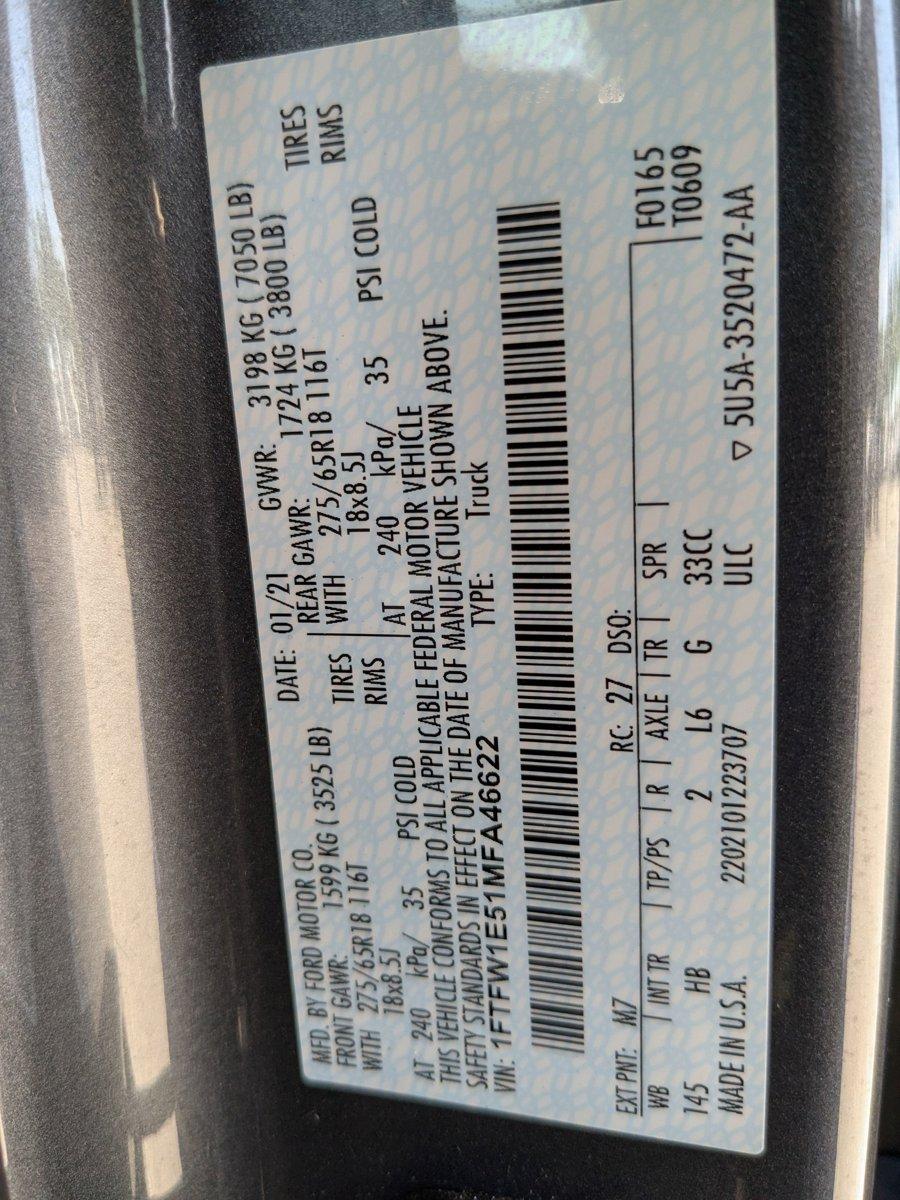 MFD. BY FORD MOTOR CO. DATE: 01/21 GVWR: 3198 KG ( 7050 LB)
FRONT GAWR: 1599 KG ( 3525 LB) REAR GAWR: 1724 KG ( 3800 LB)
WITH 275/65R18 116T TIRES WITH 275/65R18 116T TIRES
18x8.5J RIMS 18x8.5J RIMS
AT 240 kPa/ 35 PSI COLD AT 240 kPa/ 35 PSI COLD
THIS VEHICLE CONFORMS TO ALL APPLICABLE FEDERAL MOTOR VEHICLE
SAFETY STANDARDS IN EFFECT ON THE DATE OF MANUFACTURE SHOWN ABOVE.
VIN: 1FTFW1E51MFA46622 TYPE: Truck
EXT PNT: M7 RC: 27 DSO: F0165
WB INT TR TP/PS R AXLE TR SPR T0609
145 HB 2 L6 G 33CC
MADE IN U.S.A. 2202101223707 ULC ▽ 5U5A-3520472-AA